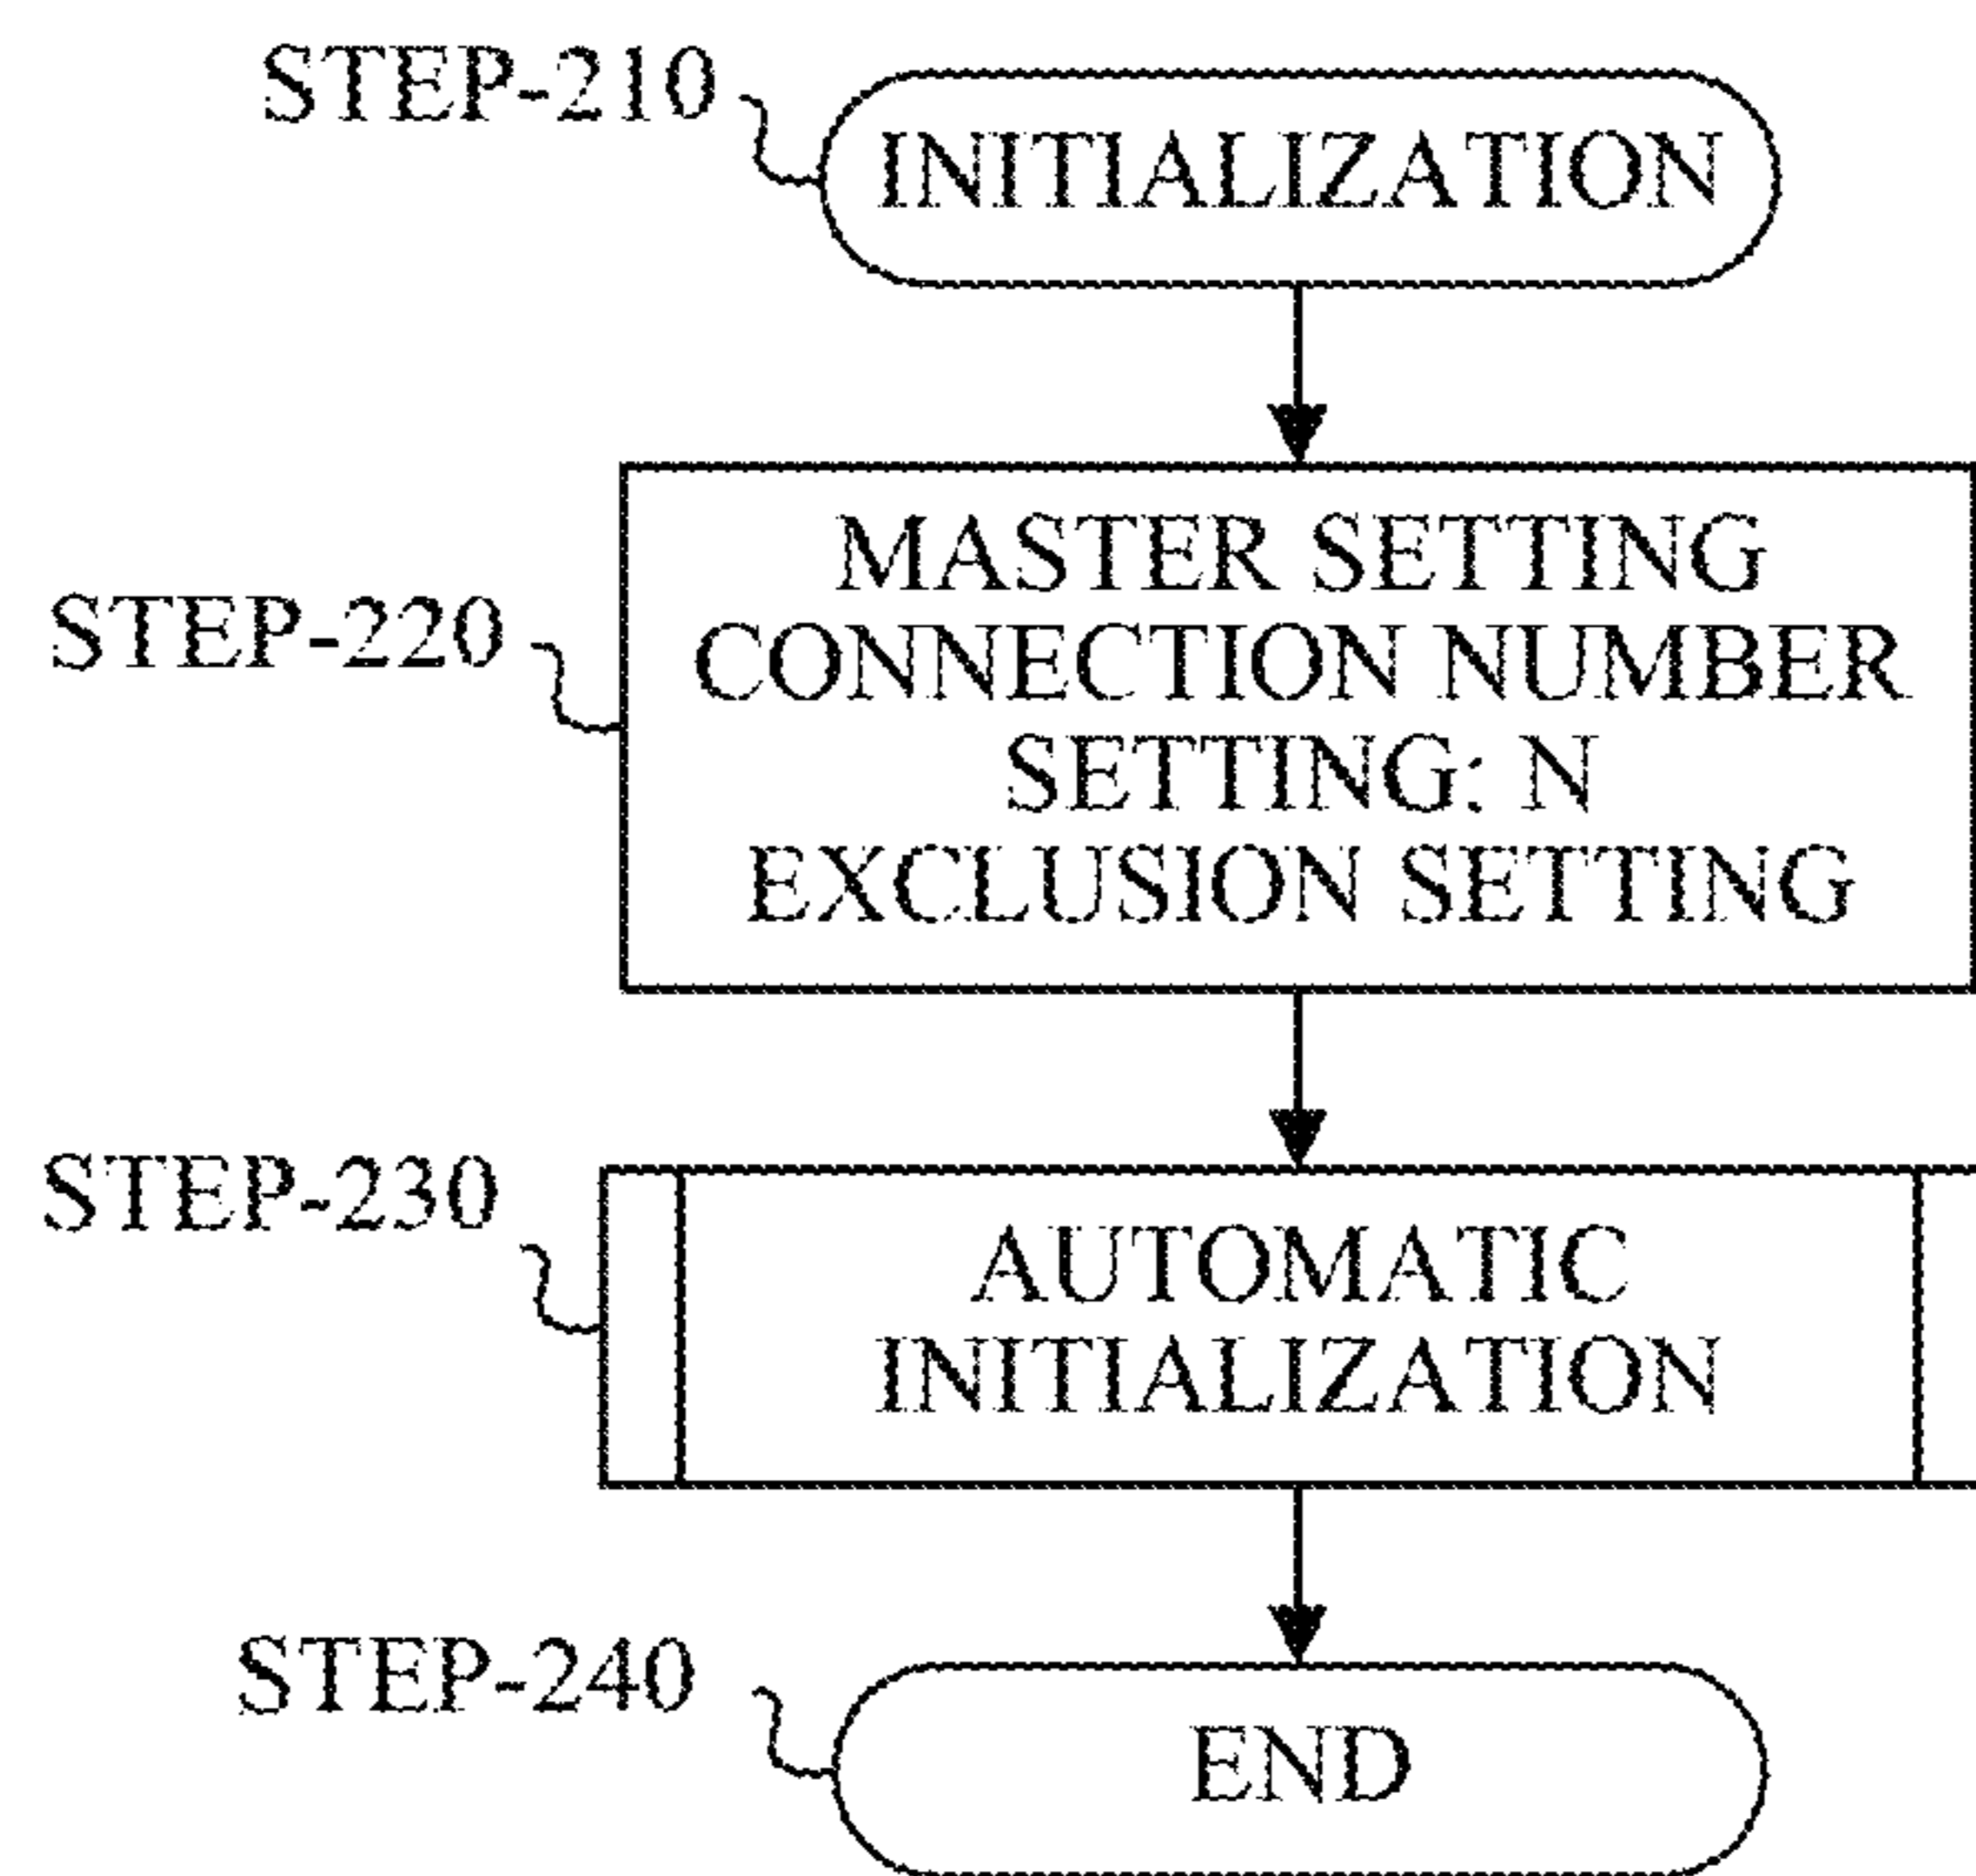 STEP-210
INITIALIZATION
STEP-220
MASTER SETTING
CONNECTION NUMBER
SETTING: N
EXCLUSION SETTING
STEP-230
AUTOMATIC
INITIALIZATION
STEP-240
END